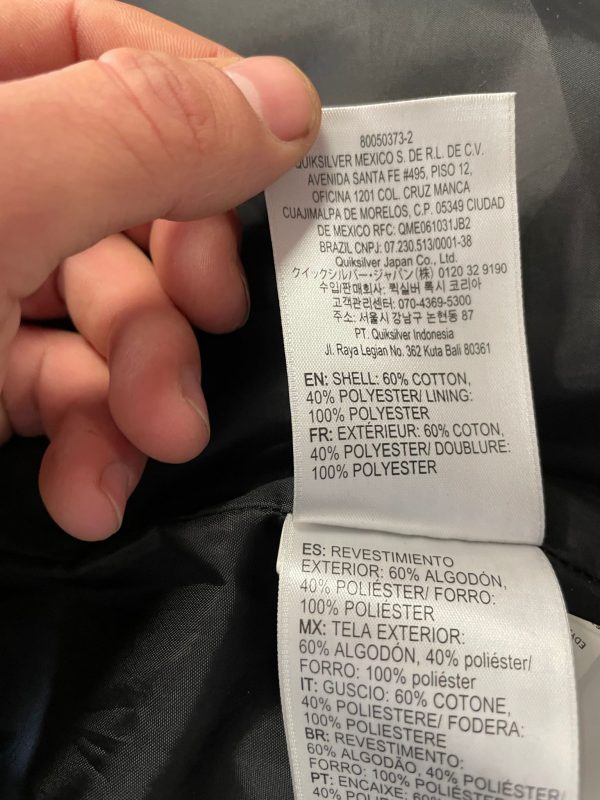 80050373-2
QUIKSILVER MEXICO S. DE R.L. DE C.V.
AVENIDA SANTA FE #495, PISO 12,
OFICINA 1201 COL. CRUZ MANCA
CUAJIMALPA DE MORELOS, C.P. 05349 CIUDAD
DE MEXICO RFC: QME061031JB2
BRAZIL CNPJ: 07.230.513/0001-38
Quiksilver Japan Co., Ltd.
クイックシルバー・ジャパン(株) 0120 32 9190
수입/판매회사: 퀵실버 록시 코리아
고객관리센터: 070-4369-5300
주소: 서울시 강남구 논현동 87
PT. Quiksilver Indonesia
Jl. Raya Legian No. 362 Kuta Bali 80361
EN: SHELL: 60% COTTON,
40% POLYESTER/ LINING:
100% POLYESTER
FR: EXTÉRIEUR: 60% COTON,
40% POLYESTER/ DOUBLURE:
100% POLYESTER
ES: REVESTIMIENTO
EXTERIOR: 60% ALGODÓN,
40% POLIÉSTER/ FORRO:
100% POLIÉSTER
MX: TELA EXTERIOR:
60% ALGODÓN, 40% poliéster/
FORRO: 100% poliéster
IT: GUSCIO: 60% COTONE,
40% POLIESTERE/ FODERA:
100% POLIESTERE
BR: REVESTIMENTO:
60% ALGODÃO, 40% POLIÉSTER/
FORRO: 100% POLIÉSTER
PT: ENCAIXE: 60%